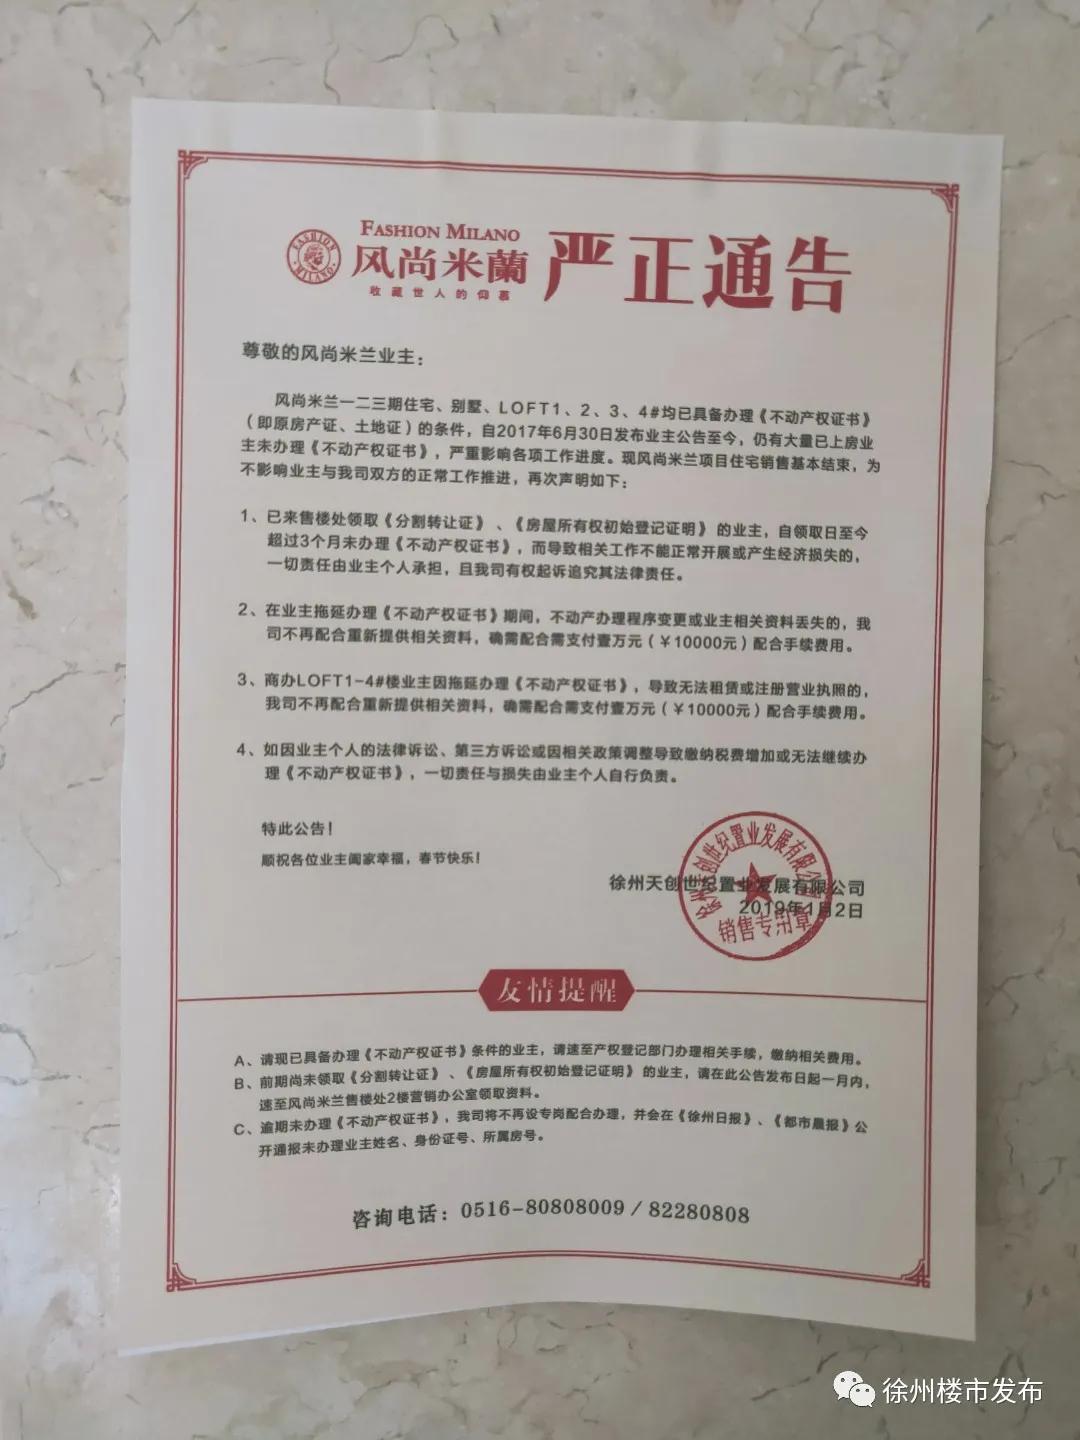 FASHION MILANO
FASHION
MILANO
风尚米蘭 严正通告
收藏世人的仰慕
尊敬的风尚米兰业主：
风尚米兰一二三期住宅、别墅、LOFT1、2、3、4#均已具备办理《不动产权证书》
（即原房产证、土地证）的条件，自2017年6月30日发布业主公告至今，仍有大量已上房业
主未办理《不动产权证书》，严重影响各项工作进度。现风尚米兰项目住宅销售基本结束，为
不影响业主与我司双方的正常工作推进，再次声明如下：
1、已来售楼处领取《分割转让证》、《房屋所有权初始登记证明》的业主，自领取日至今
超过3个月未办理《不动产权证书》，而导致相关工作不能正常开展或产生经济损失的，
一切责任由业主个人承担，且我司有权起诉追究其法律责任。
2、在业主拖延办理《不动产权证书》期间，不动产办理程序变更或业主相关资料丢失的，我
司不再配合重新提供相关资料，确需配合需支付壹万元（￥10000元）配合手续费用。
3、商办LOFT1-4#楼业主因拖延办理《不动产权证书》，导致无法租赁或注册营业执照的，
我司不再配合重新提供相关资料，确需配合需支付壹万元（￥10000元）配合手续费用。
4、如因业主个人的法律诉讼、第三方诉讼或因相关政策调整导致缴纳税费增加或无法继续办
理《不动产权证书》，一切责任与损失由业主个人自行负责。
特此公告！
顺祝各位业主阖家幸福，春节快乐！
徐州天创世纪置业发展有限公司
2019年1月2日
徐州天创世纪置业发展有限公司
销售专用章
友情提醒
A、请现已具备办理《不动产权证书》条件的业主，请速至产权登记部门办理相关手续，缴纳相关费用。
B、前期尚未领取《分割转让证》、《房屋所有权初始登记证明》的业主，请在此公告发布日起一月内，
速至风尚米兰售楼处2楼营销办公室领取资料。
C、逾期未办理《不动产权证书》，我司将不再设专岗配合办理，并会在《徐州日报》、《都市晨报》公
开通报未办理业主姓名、身份证号、所属房号。
咨询电话：0516-80808009／82280808
徐州楼市发布